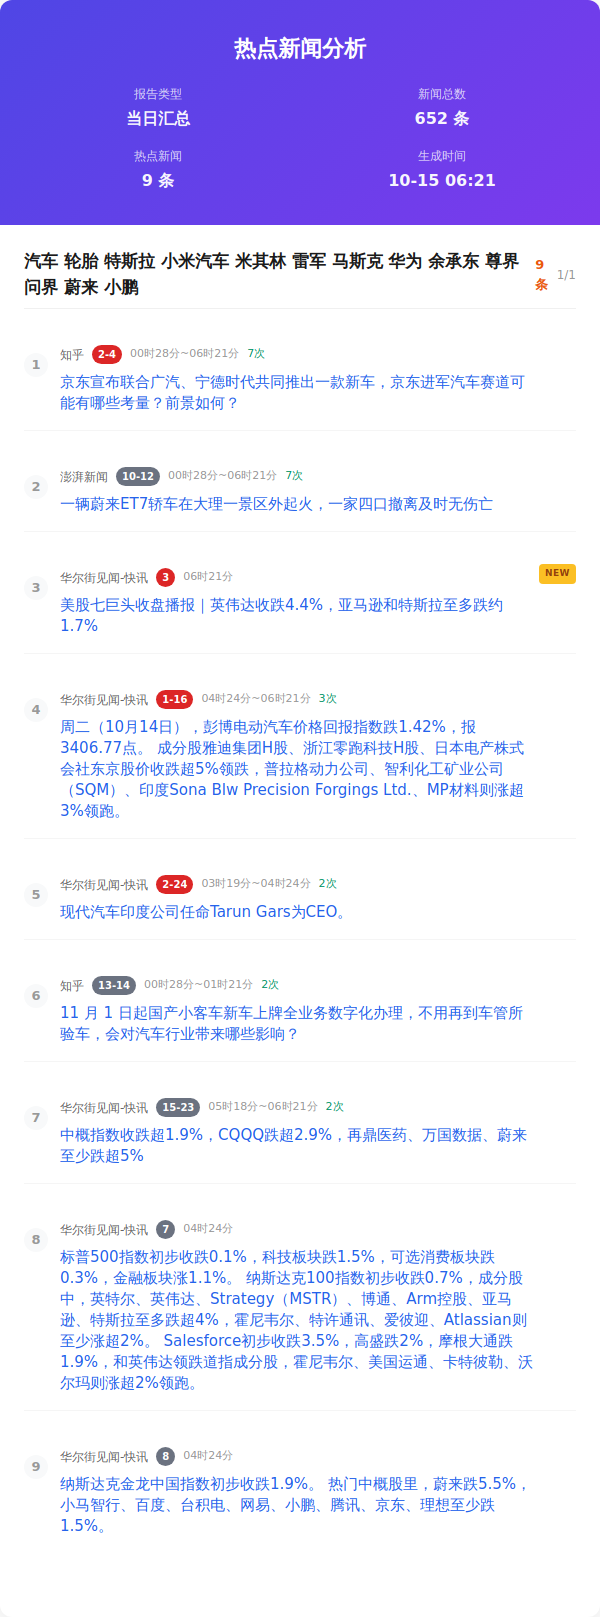 热点新闻分析
报告类型
新闻总数
当日汇总
652 条
热点新闻
生成时间
9 条
10-15 06:21
汽车 轮胎 特斯拉 小米汽车 米其林 雷军 马斯克 华为 余承东 尊界
问界 蔚来 小鹏
9
条
1/1
1
知乎 2-4 00时28分~06时21分 7次
京东宣布联合广汽、宁德时代共同推出一款新车，京东进军汽车赛道可
能有哪些考量？前景如何？
2
澎湃新闻 10-12 00时28分~06时21分 7次
一辆蔚来ET7轿车在大理一景区外起火，一家四口撤离及时无伤亡
3
华尔街见闻-快讯 3 06时21分
NEW
美股七巨头收盘播报｜英伟达收跌4.4%，亚马逊和特斯拉至多跌约
1.7%
4
华尔街见闻-快讯 1-16 04时24分~06时21分 3次
周二（10月14日），彭博电动汽车价格回报指数跌1.42%，报
3406.77点。 成分股雅迪集团H股、浙江零跑科技H股、日本电产株式
会社东京股价收跌超5%领跌，普拉格动力公司、智利化工矿业公司
（SQM）、印度Sona Blw Precision Forgings Ltd.、MP材料则涨超
3%领跑。
5
华尔街见闻-快讯 2-24 03时19分~04时24分 2次
现代汽车印度公司任命Tarun Gars为CEO。
6
知乎 13-14 00时28分~01时21分 2次
11 月 1 日起国产小客车新车上牌全业务数字化办理，不用再到车管所
验车，会对汽车行业带来哪些影响？
7
华尔街见闻-快讯 15-23 05时18分~06时21分 2次
中概指数收跌超1.9%，CQQQ跌超2.9%，再鼎医药、万国数据、蔚来
至少跌超5%
8
华尔街见闻-快讯 7 04时24分
标普500指数初步收跌0.1%，科技板块跌1.5%，可选消费板块跌
0.3%，金融板块涨1.1%。 纳斯达克100指数初步收跌0.7%，成分股
中，英特尔、英伟达、Strategy（MSTR）、博通、Arm控股、亚马
逊、特斯拉至多跌超4%，霍尼韦尔、特许通讯、爱彼迎、Atlassian则
至少涨超2%。 Salesforce初步收跌3.5%，高盛跌2%，摩根大通跌
1.9%，和英伟达领跌道指成分股，霍尼韦尔、美国运通、卡特彼勒、沃
尔玛则涨超2%领跑。
9
华尔街见闻-快讯 8 04时24分
纳斯达克金龙中国指数初步收跌1.9%。 热门中概股里，蔚来跌5.5%，
小马智行、百度、台积电、网易、小鹏、腾讯、京东、理想至少跌
1.5%。